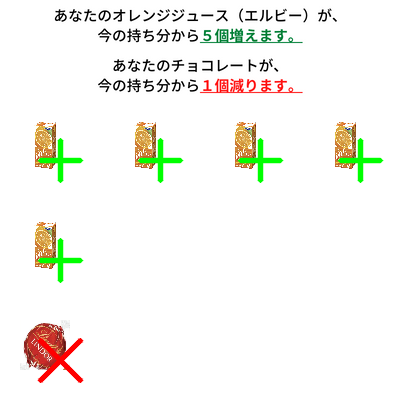 あなたのオレンジジュース（エルビー）が、
今の持ち分から５個増えます。
あなたのチョコレートが、
今の持ち分から１個減ります。
LINDOR